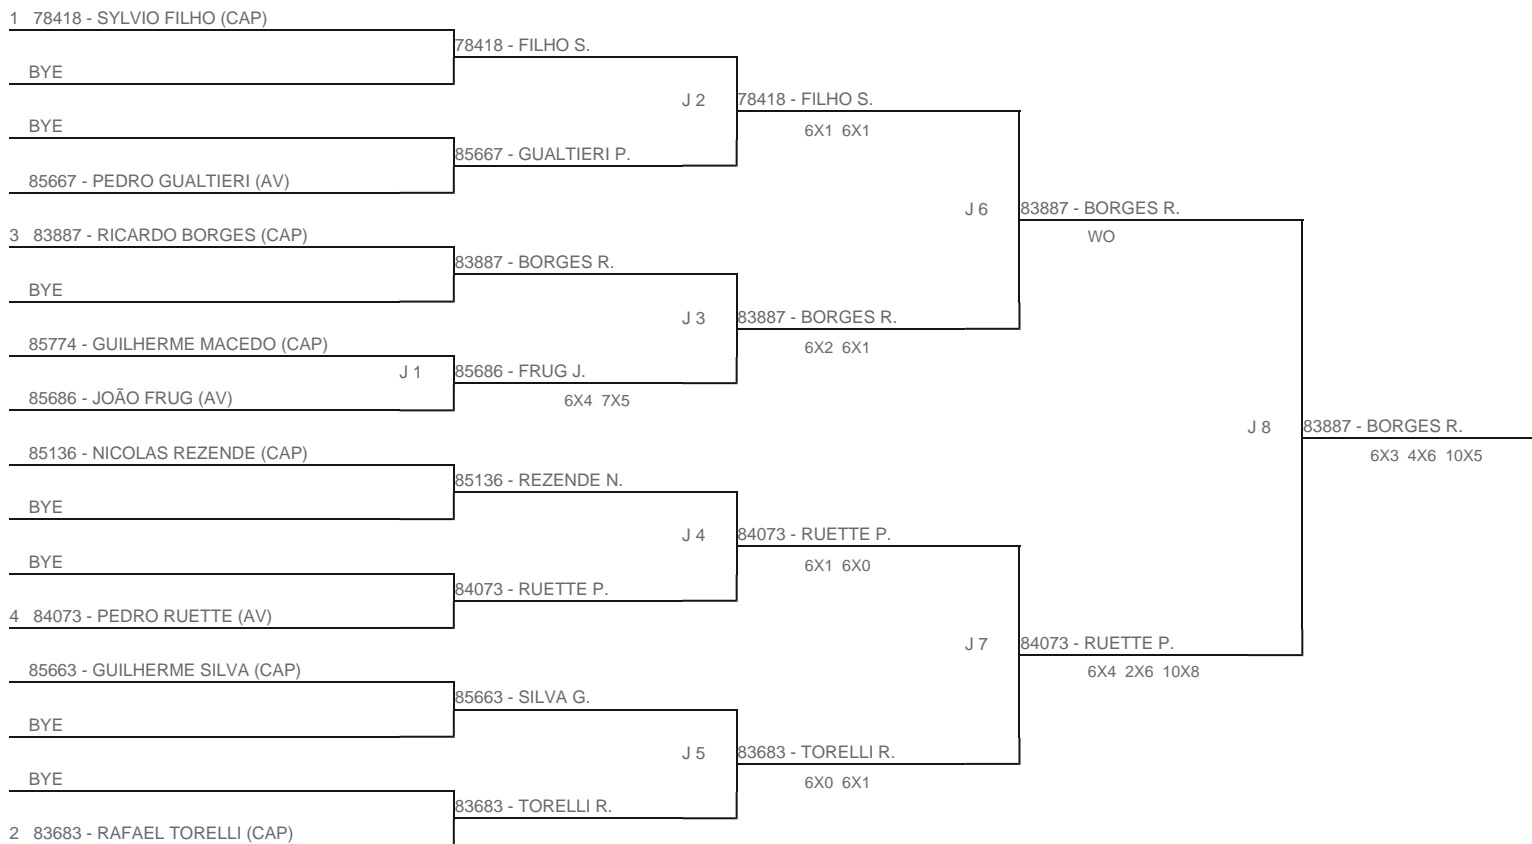 1 78418 - SYLVIO FILHO (CAP)
78418 - FILHO S.
BYE
J 2
78418 - FILHO S.
BYE
6X1 6X1
85667 - GUALTIERI P.
85667 - PEDRO GUALTIERI (AV)
J 6
83887 - BORGES R.
3 83887 - RICARDO BORGES (CAP)
WO
83887 - BORGES R.
BYE
J 3
83887 - BORGES R.
85774 - GUILHERME MACEDO (CAP)
6X2 6X1
J 1
85686 - FRUG J.
85686 - JOÃO FRUG (AV)
6X4 7X5
J 8
83887 - BORGES R.
85136 - NICOLAS REZENDE (CAP)
6X3 4X6 10X5
85136 - REZENDE N.
BYE
J 4
84073 - RUETTE P.
BYE
6X1 6X0
84073 - RUETTE P.
4 84073 - PEDRO RUETTE (AV)
J 7
84073 - RUETTE P.
85663 - GUILHERME SILVA (CAP)
6X4 2X6 10X8
85663 - SILVA G.
BYE
J 5
83683 - TORELLI R.
BYE
6X0 6X1
83683 - TORELLI R.
2 83683 - RAFAEL TORELLI (CAP)